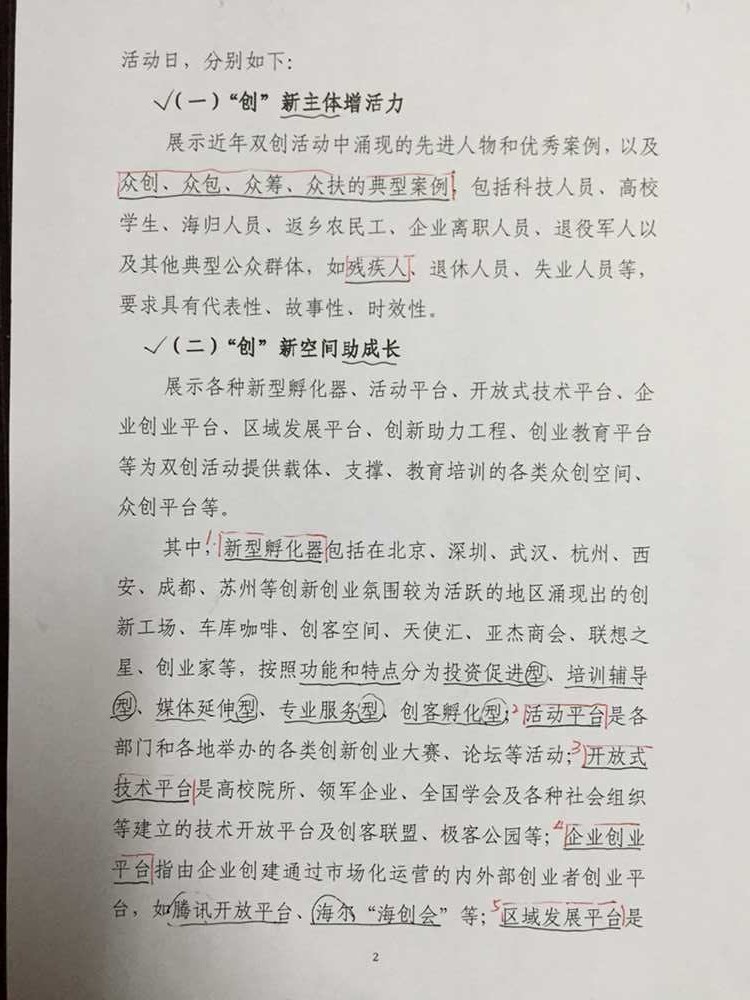 活动日，分别如下：
✓（一）“创”新主体增活力
展示近年双创活动中涌现的先进人物和优秀案例，以及
众创、众包、众筹、众扶的典型案例，包括科技人员、高校
学生、海归人员、返乡农民工、企业离职人员、退役军人以
及其他典型公众群体，如残疾人、退休人员、失业人员等，
要求具有代表性、故事性、时效性。
✓（二）“创”新空间助成长
展示各种新型孵化器、活动平台、开放式技术平台、企
业创业平台、区域发展平台、创新助力工程、创业教育平台
等为双创活动提供载体、支撑、教育培训的各类众创空间、
众创平台等。
其中，1新型孵化器包括在北京、深圳、武汉、杭州、西
安、成都、苏州等创新创业氛围较为活跃的地区涌现出的创
新工场、车库咖啡、创客空间、天使汇、亚杰商会、联想之
星、创业家等，按照功能和特点分为投资促进型、培训辅导
型、媒体延伸型、专业服务型、创客孵化型；2活动平台是各
部门和各地举办的各类创新创业大赛、论坛等活动；3开放式
技术平台是高校院所、领军企业、全国学会及各种社会组织
等建立的技术开放平台及创客联盟、极客公园等；4企业创业
平台指由企业创建通过市场化运营的内外部创业者创业平
台，如腾讯开放平台、海尔“海创会”等；5区域发展平台是
2